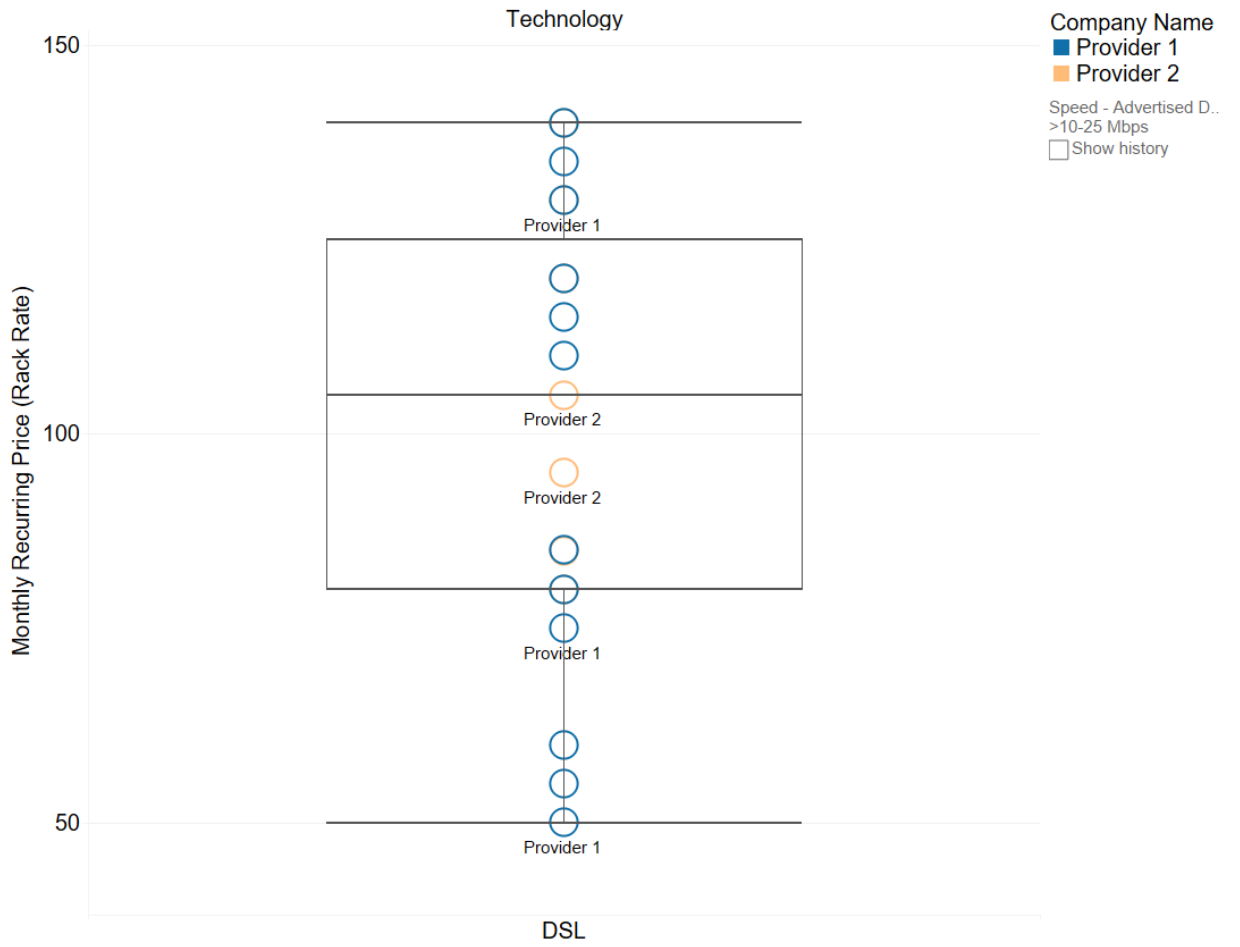 Technology
Company Name
Provider 1
Provider 2
Speed - Advertised D..
>10-25 Mbps
Show history
Monthly Recurring Price (Rack Rate)
150
100
50
Provider 1
Provider 2
Provider 2
Provider 1
Provider 1
DSL